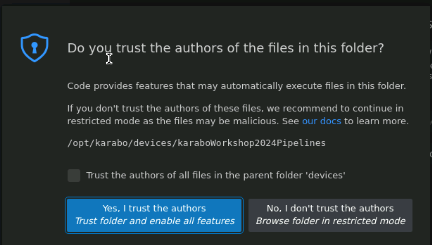 Do you trust the authors of the files in this folder?
Code provides features that may automatically execute files in this folder.
If you don't trust the authors of these files, we recommend to continue in
restricted mode as the files may be malicious. See our docs to learn more.
/opt/karabo/devices/karaboWorkshop2024Pipelines
Trust the authors of all files in the parent folder 'devices'
Yes, I trust the authors
Trust folder and enable all features
No, I don't trust the authors
Browse folder in restricted mode